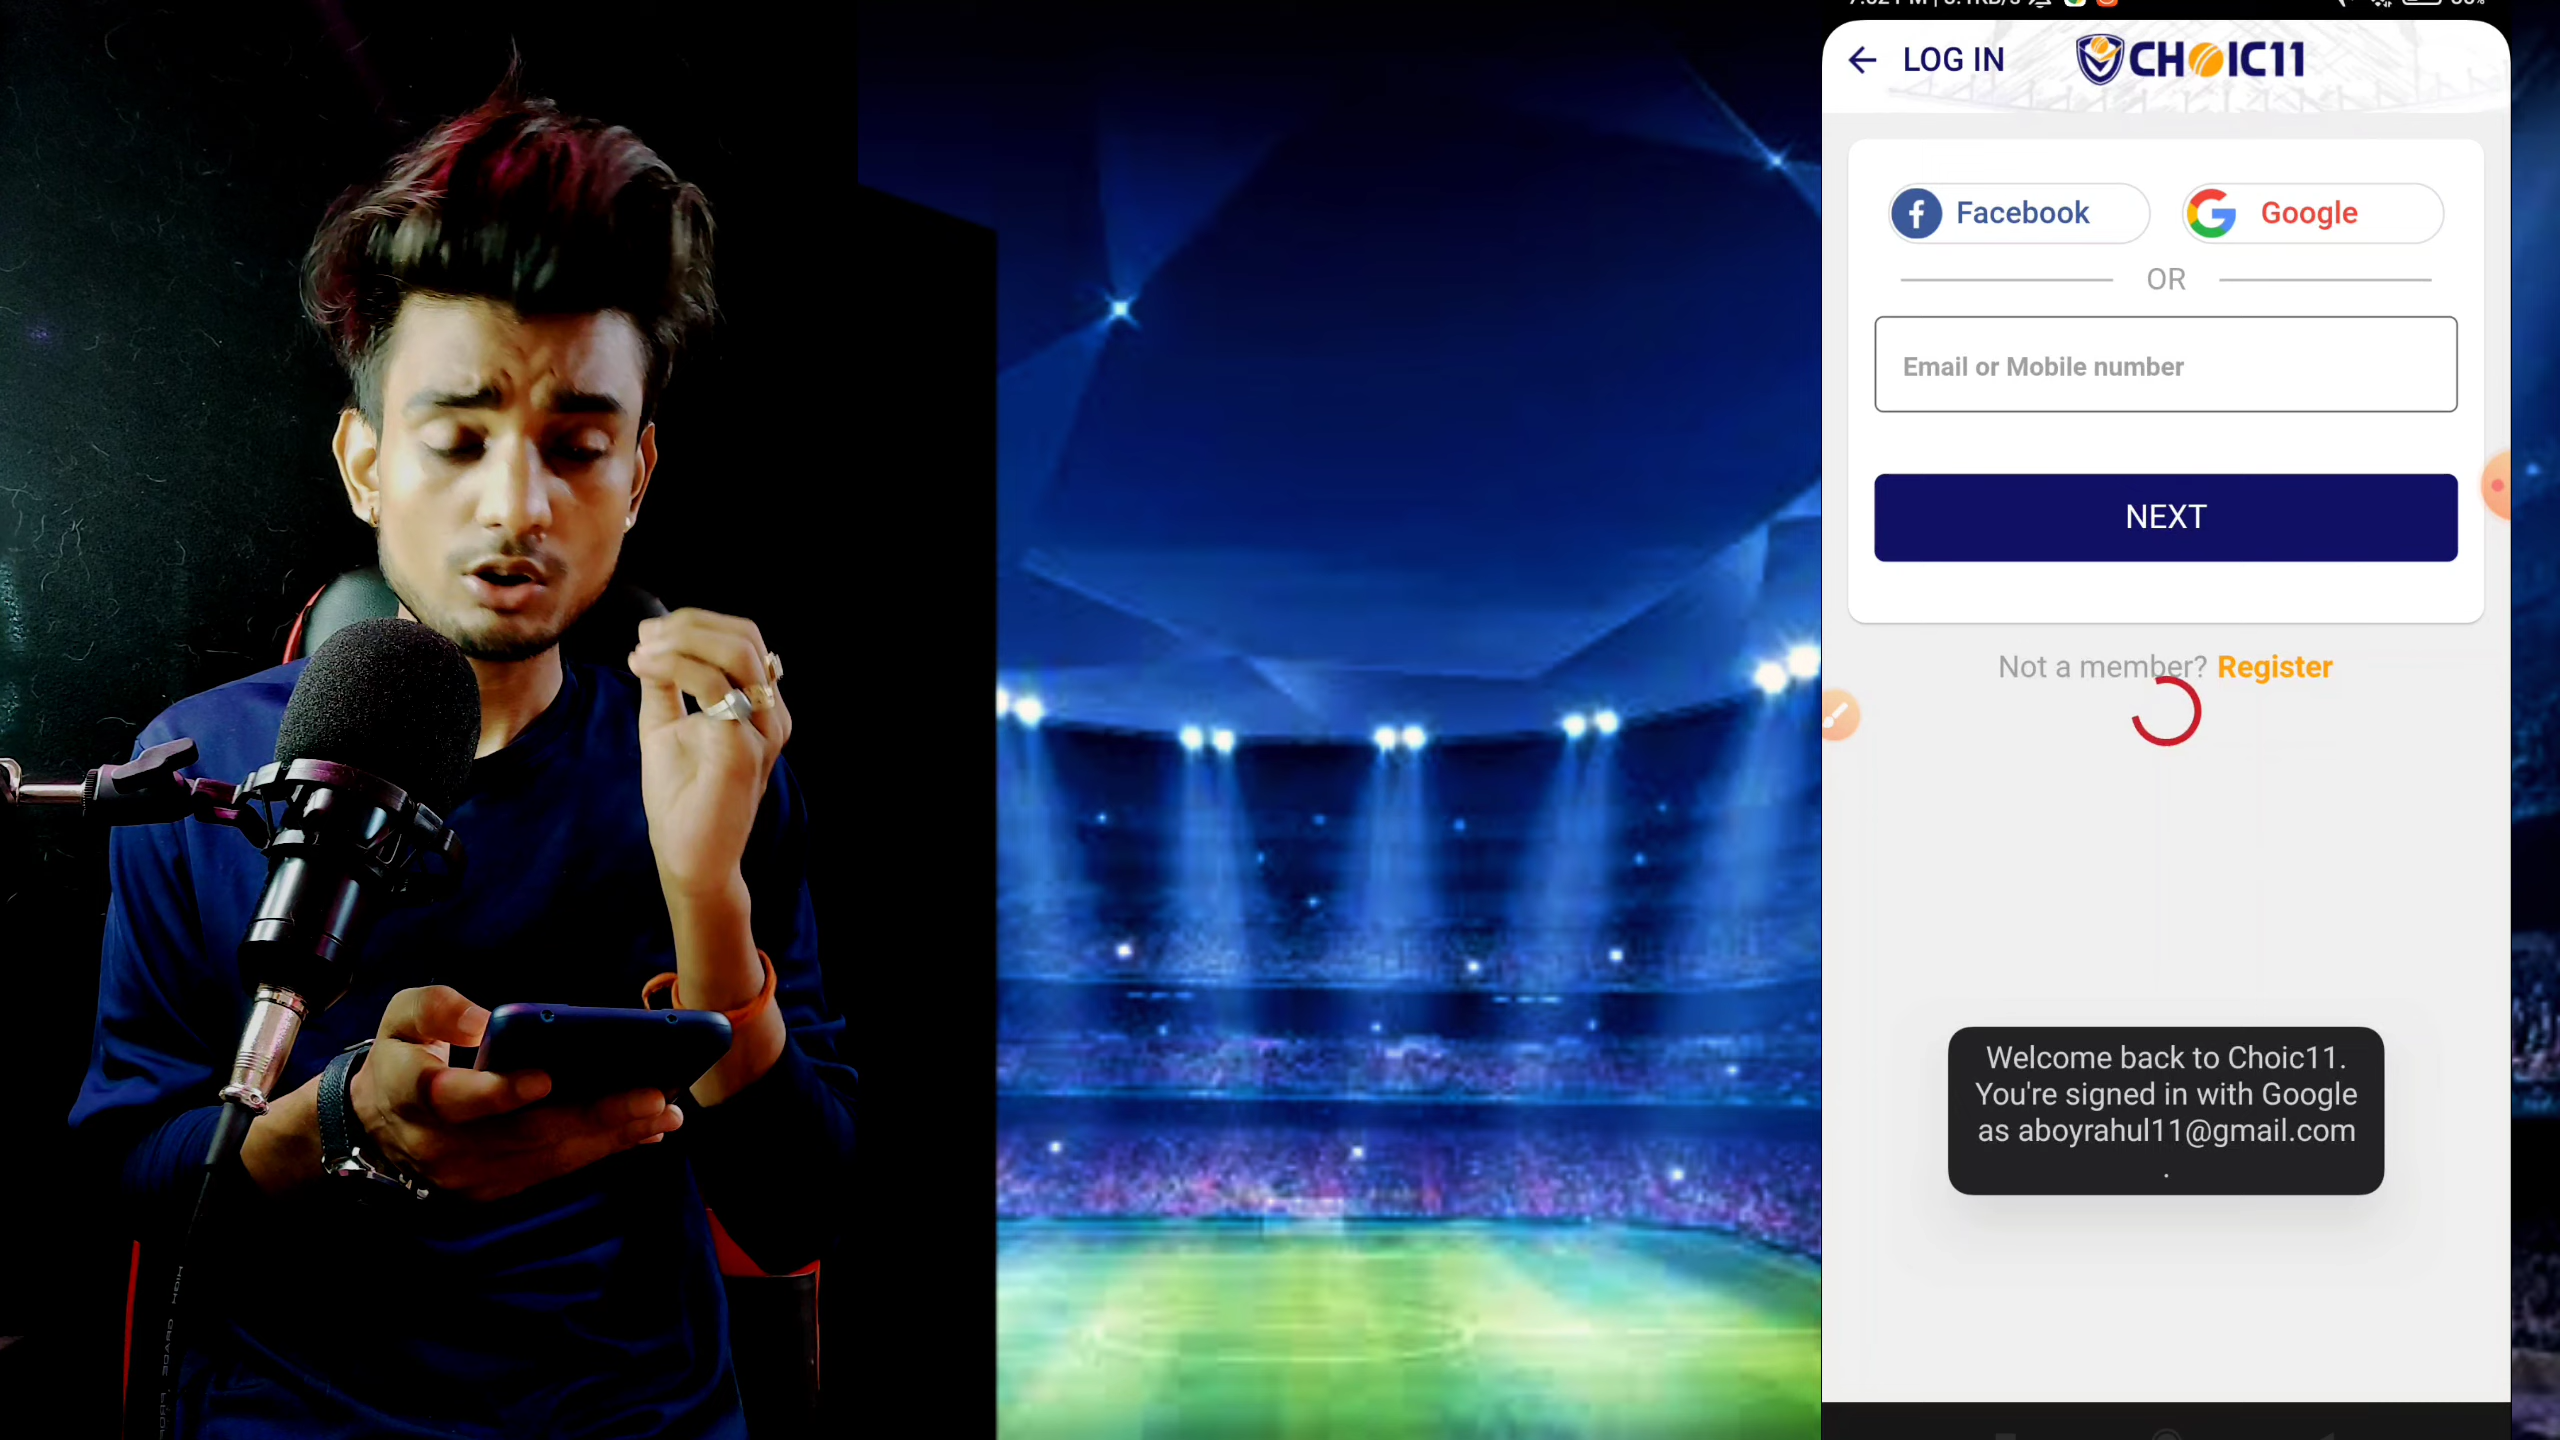 LOG IN
CHOIC11
Facebook
Google
OR
Email or Mobile number
NEXT
Not a member? Register
Welcome back to Choic11.
You're signed in with Google
as aboyrahul11@gmail.com
.